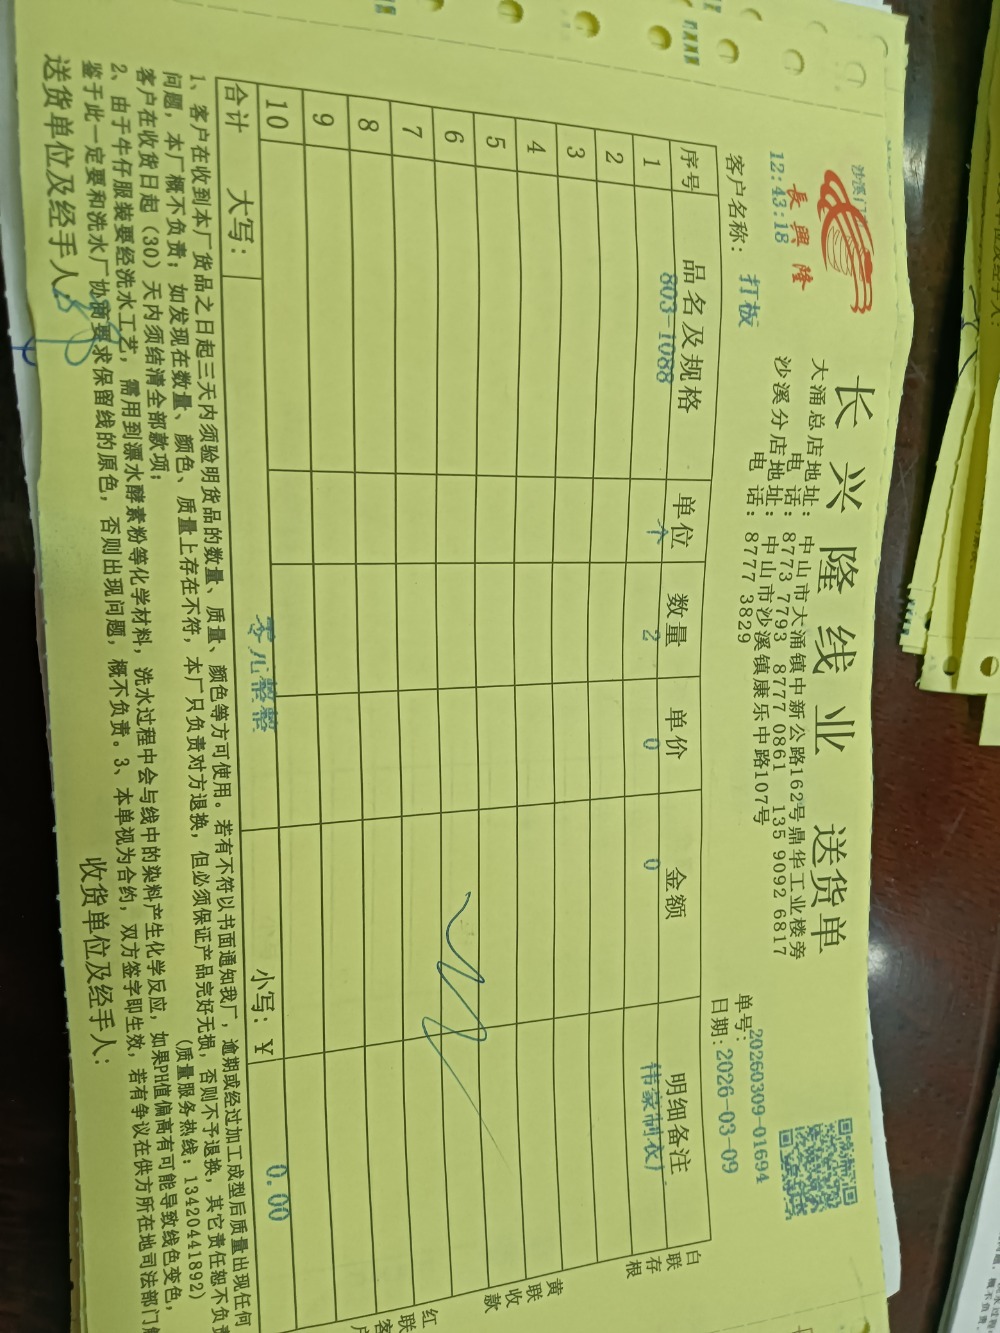 长兴隆线业 送货单
沙溪门
長興隆
12:43:18
大涌总店地址: 中山市大涌镇中新公路162号鼎华工业楼旁
电话: 8773 7793 8777 0861 135 9092 6817
沙溪分店地址: 中山市沙溪镇康乐中路107号
电话: 8777 3829
单号: 20260309-01694
客户名称: 打板
日期: 2026-03-09
序号 品名及规格 单位 数量 单价 金额 明细备注
1 803-1088 个 2 0 0 伟豪制衣厂
2
3
4
5
6
7
8
9
10
合计 大写: 零元整整 小写: ¥ 0.00
白联存根
黄联收款
红联客户
1、客户在收到本厂货品之日起三天内须验明货品的数量、质量、颜色等方可使用。若有不符以书面通知我厂，逾期或经过加工成型后质量出现任何
问题，本厂概不负责；如发现在数量、颜色、质量上存在不符，本厂只负责对方退换，但必须保证产品完好无损，否则不予退换，其它责任恕不负责
客户在收货日起（30）天内须结清全部款项； (质量服务热线: 13420441892)
2、由于牛仔服装要经洗水工艺，需用到漂水酵素粉等化学材料，洗水过程中会与线中的染料产生化学反应，如果PH值偏高有可能导致线色变色，
鉴于此一定要和洗水厂协商要求保留线的原色，否则出现问题，概不负责。3、本单视为合约，双方签字即生效，若有争议在供方所在地司法部门
送货单位及经手人: 收货单位及经手人: